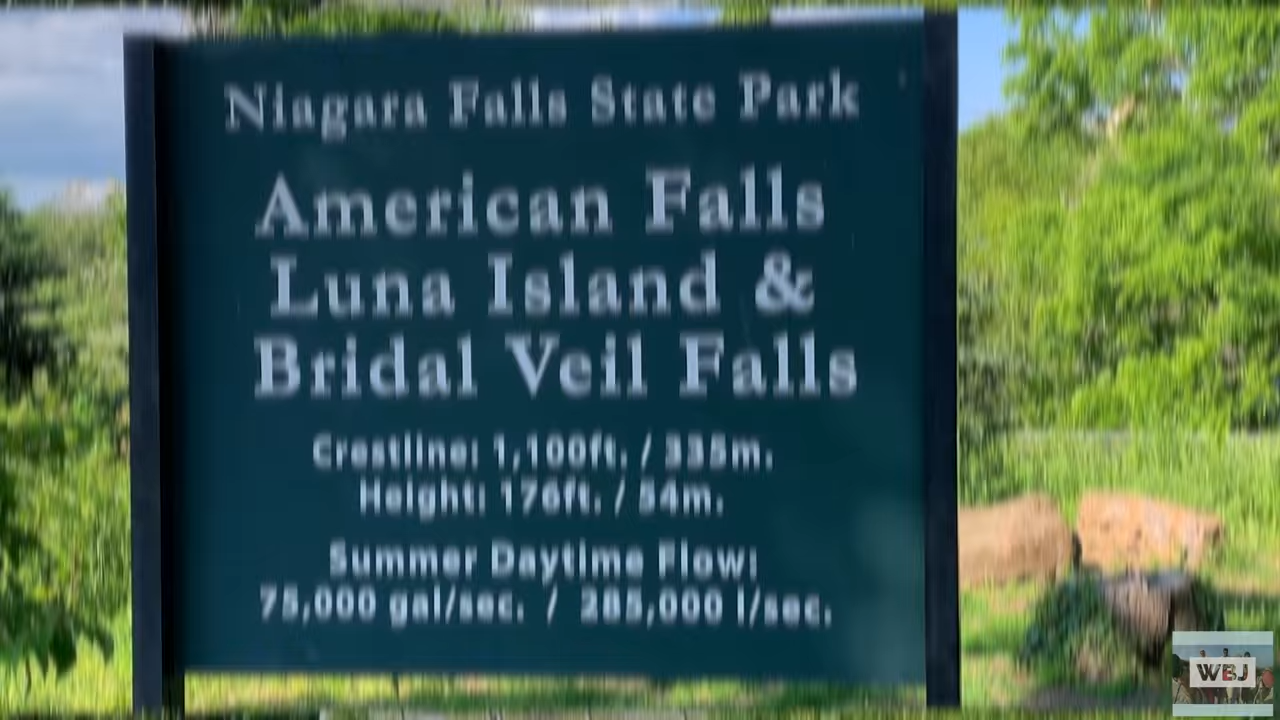 Niagara Falls State Park
American Falls
Luna Island &
Bridal Veil Falls
Crestline: 1,100ft. / 335m.
Height: 176ft. / 54m.
Summer Daytime Flow:
75,000 gal/sec. / 285,000 l/sec.
WBJ